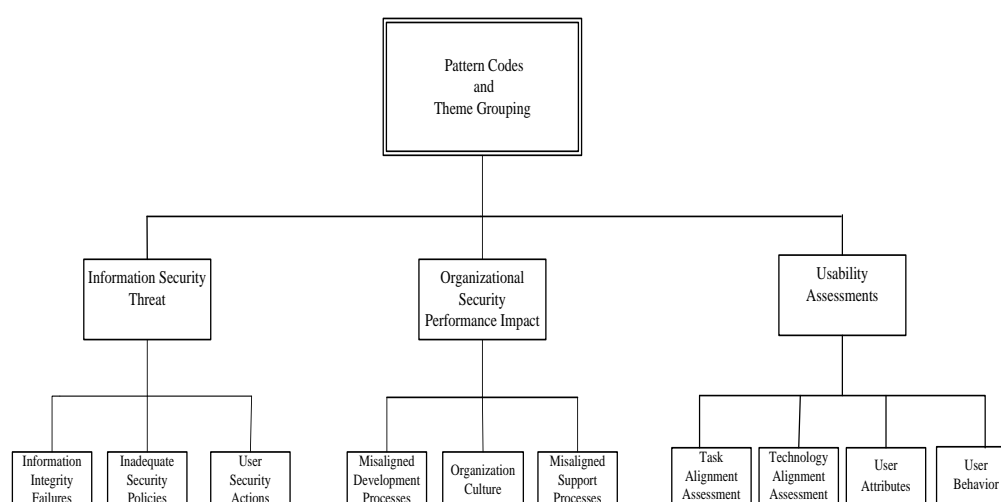 Pattern Codes
and
Theme Grouping
Information Security
Threat
Organizational
Security
Performance Impact
Usability
Assessments
Information
Integrity
Failures
Inadequate
Security
Policies
User
Security
Actions
Misaligned
Development
Processes
Organization
Culture
Misaligned
Support
Processes
Task
Alignment
Assessment
Technology
Alignment
Assessment
User
Attributes
User
Behavior